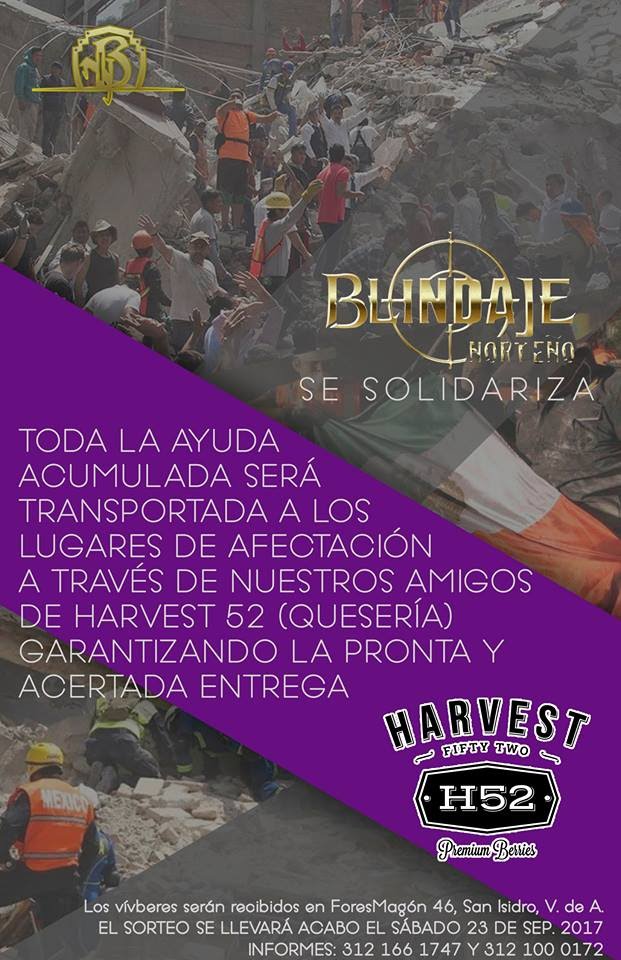 NB
BLINDAJE
NORTEÑO
SE SOLIDARIZA
TODA LA AYUDA
ACUMULADA SERÁ
TRANSPORTADA A LOS
LUGARES DE AFECTACIÓN
A TRAVÉS DE NUESTROS AMIGOS
DE HARVEST 52 (QUESERÍA)
GARANTIZANDO LA PRONTA Y
ACERTADA ENTREGA
HARVEST
FIFTY TWO
H52
Premium Berries
MEXICO
Los vívberes serán recibidos en ForesMagón 46, San Isidro, V. de A.
EL SORTEO SE LLEVARÁ ACABO EL SÁBADO 23 DE SEP. 2017
INFORMES: 312 166 1747 Y 312 100 0172